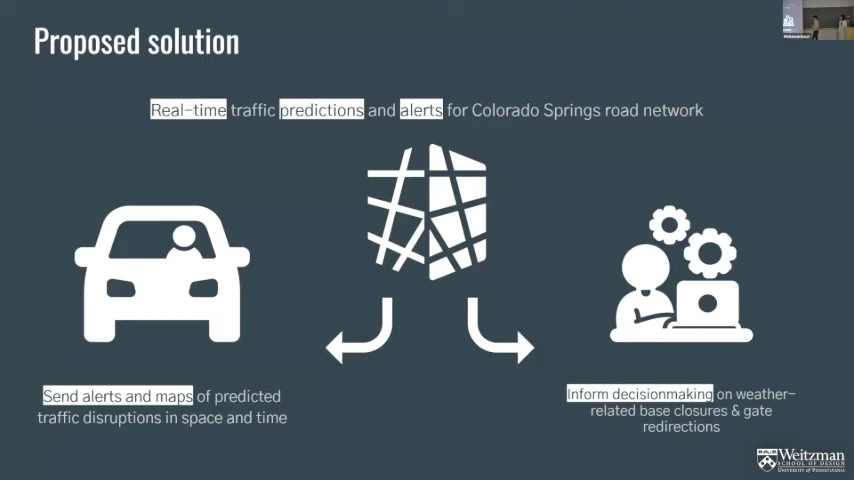 Proposed solution
Real-time traffic predictions and alerts for Colorado Springs road network
Send alerts and maps of predicted
traffic disruptions in space and time
Inform decisionmaking on weather-
related base closures & gate
redirections
Weitzman
SCHOOL OF DESIGN
UNIVERSITY OF PENNSYLVANIA